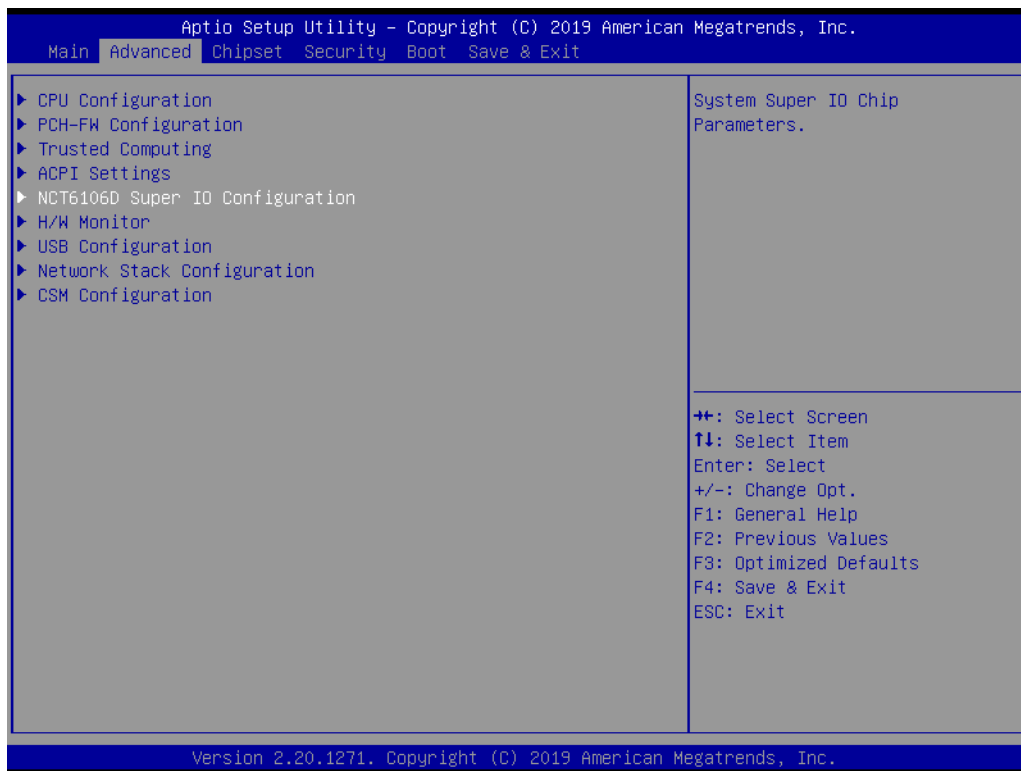 Aptio Setup Utility – Copyright (C) 2019 American Megatrends, Inc.
Main Advanced Chipset Security Boot Save & Exit
CPU Configuration
PCH-FW Configuration
Trusted Computing
ACPI Settings
NCT6106D Super IO Configuration
H/W Monitor
USB Configuration
Network Stack Configuration
CSM Configuration
System Super IO Chip
Parameters.
→←: Select Screen
↑↓: Select Item
Enter: Select
+/-: Change Opt.
F1: General Help
F2: Previous Values
F3: Optimized Defaults
F4: Save & Exit
ESC: Exit
Version 2.20.1271. Copyright (C) 2019 American Megatrends, Inc.